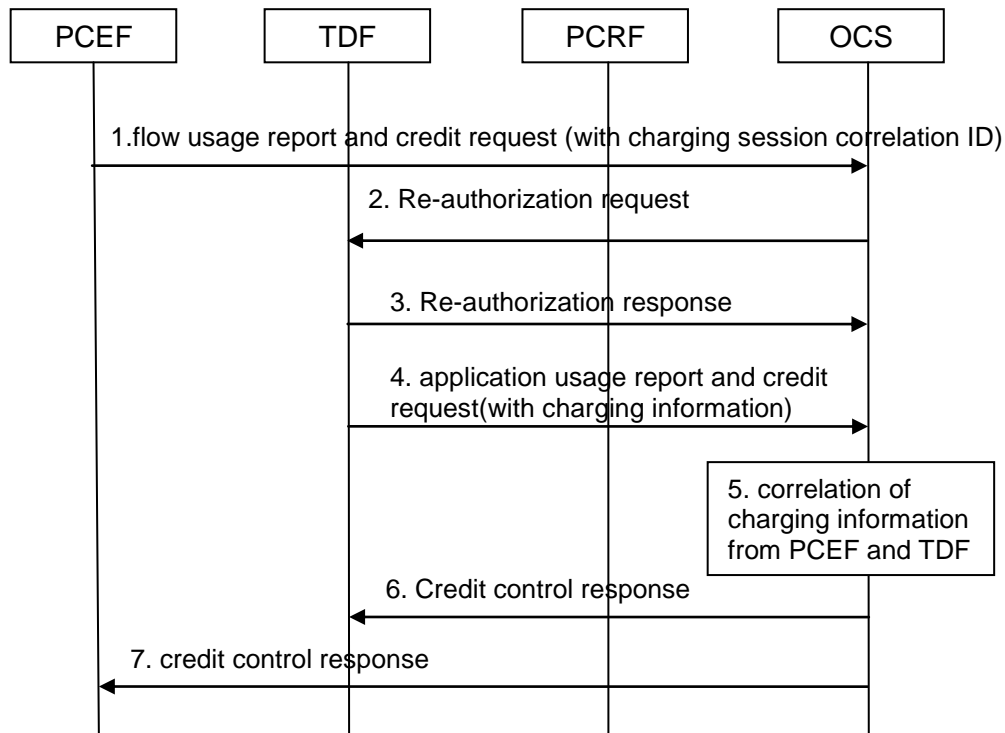 PCEF
TDF
PCRF
OCS
1.flow usage report and credit request (with charging session correlation ID)
2. Re-authorization request
3. Re-authorization response
4. application usage report and credit
request(with charging information)
5. correlation of
charging information
from PCEF and TDF
6. Credit control response
7. credit control response